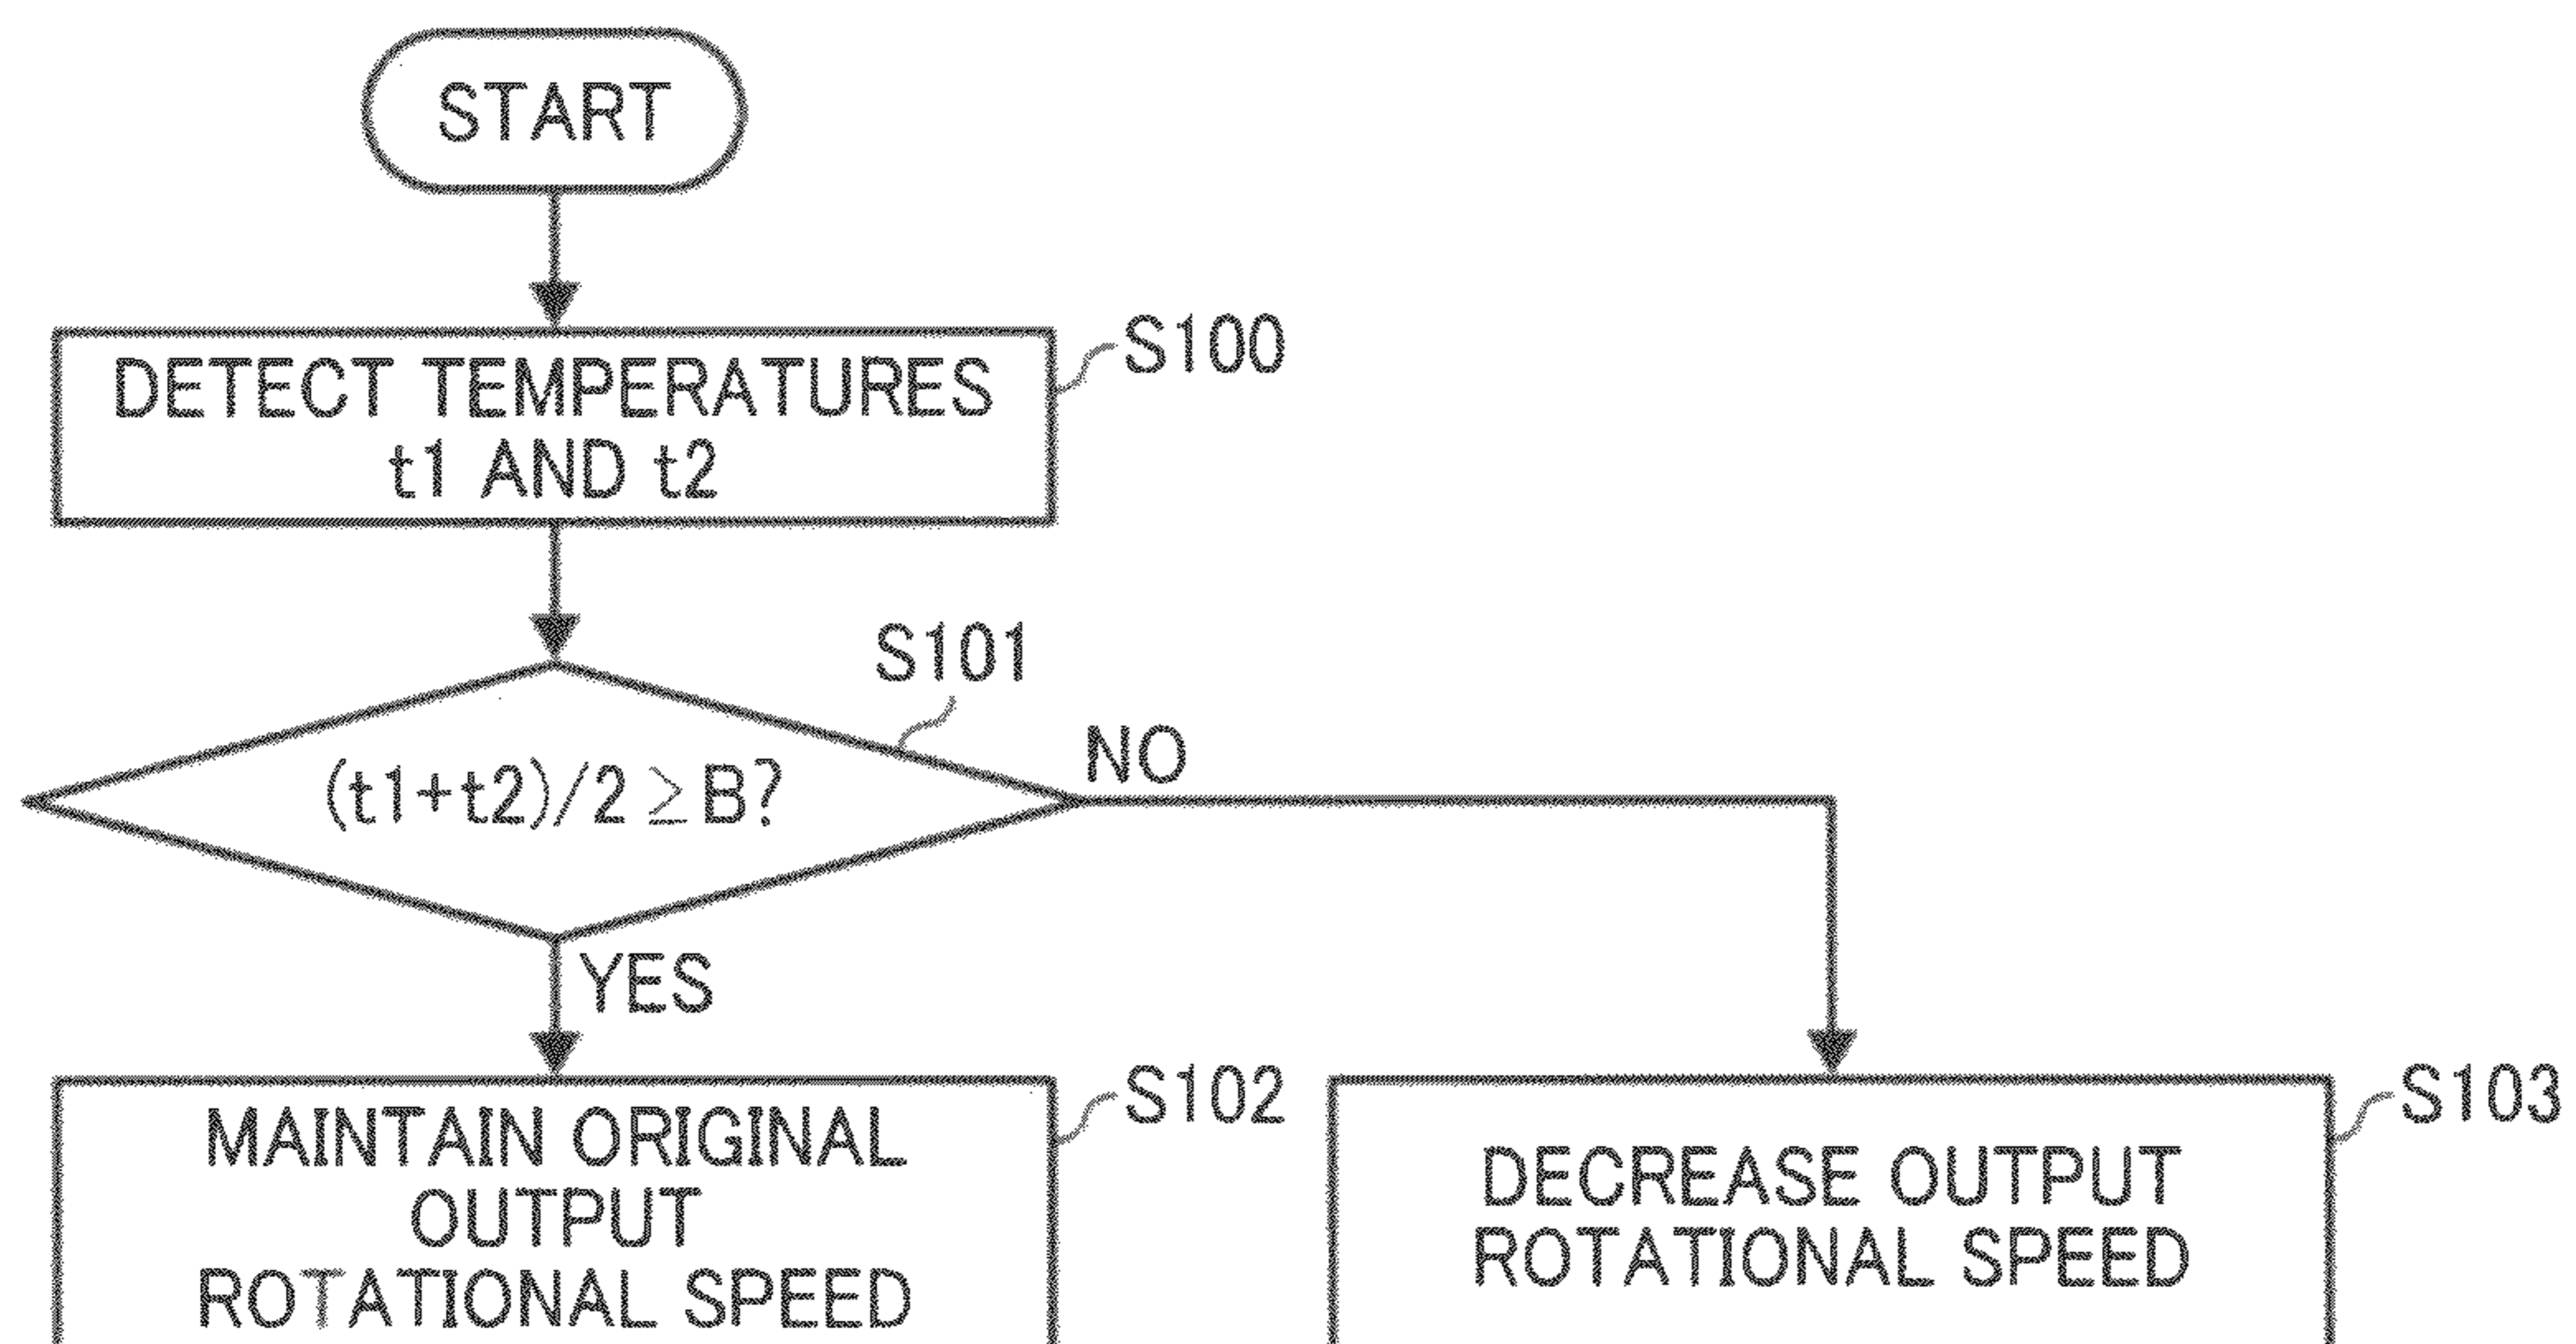 START
DETECT TEMPERATURES
t1 AND t2
S100
S101
(t1+t2)/2 ≥ B?
NO
YES
MAINTAIN ORIGINAL
OUTPUT
ROTATIONAL SPEED
S102
DECREASE OUTPUT
ROTATIONAL SPEED
S103